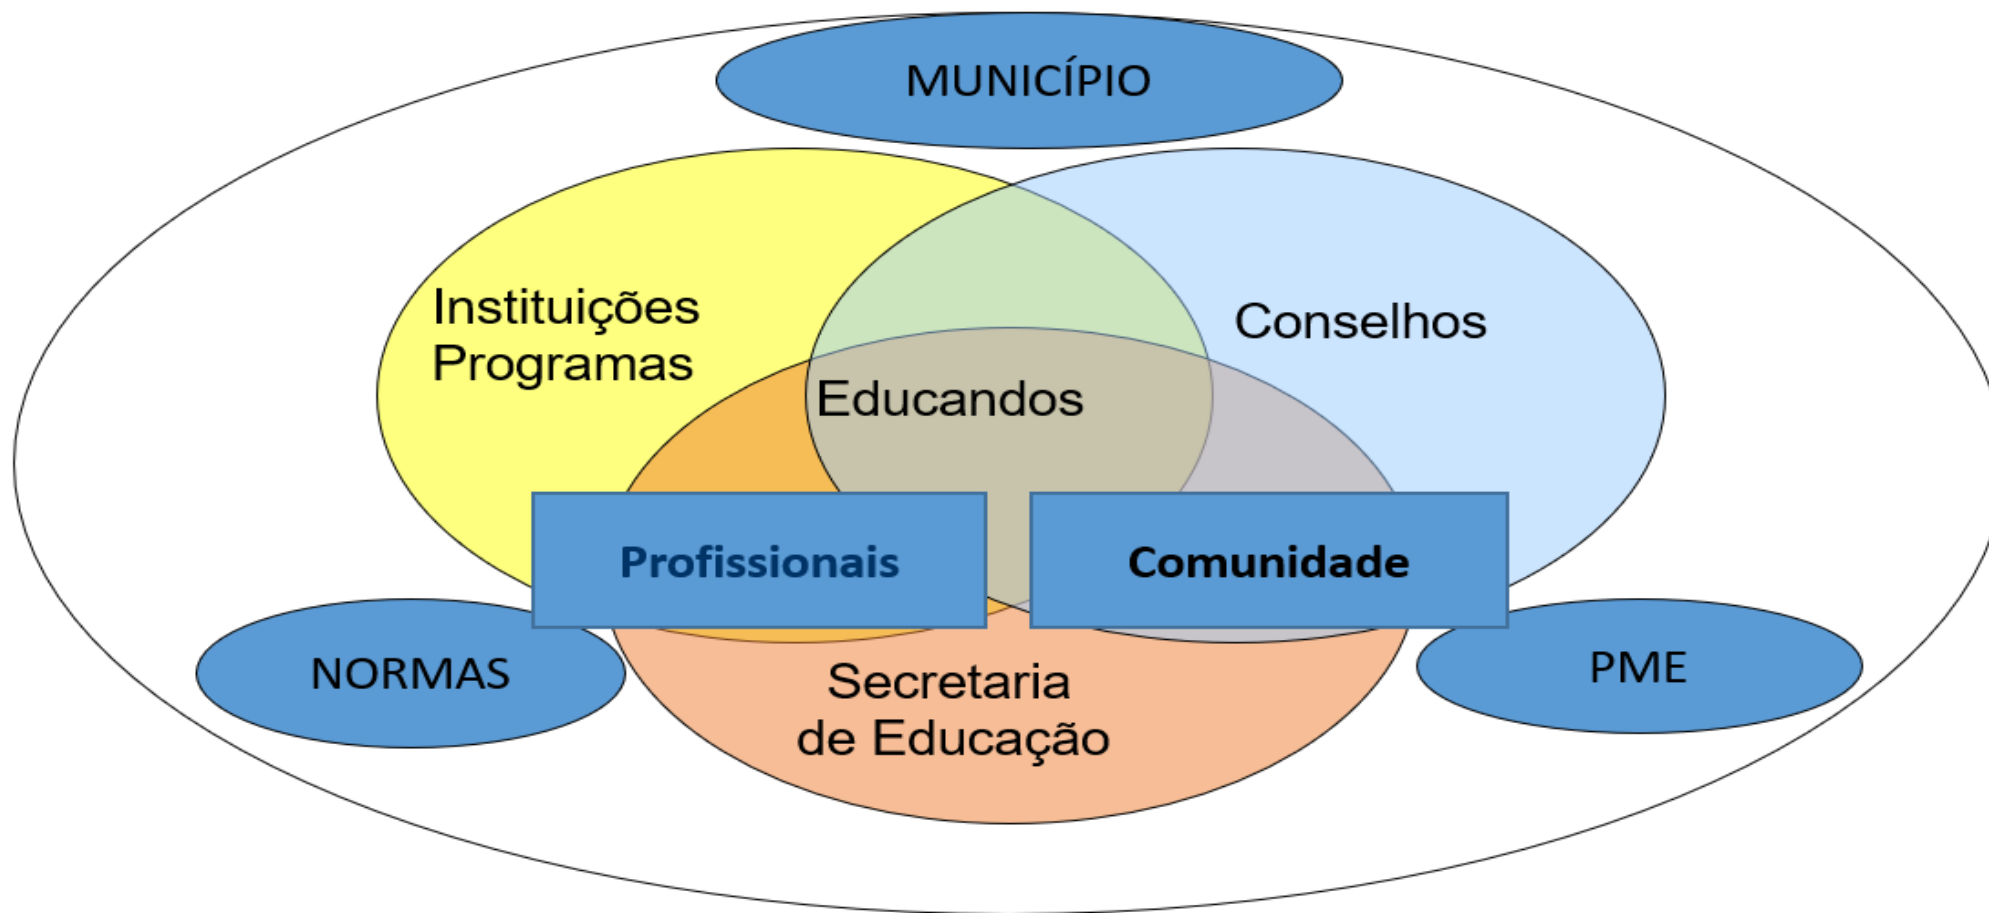 MUNICÍPIO
Instituições
Programas
Conselhos
Educandos
Profissionais
Comunidade
NORMAS
PME
Secretaria
de Educação